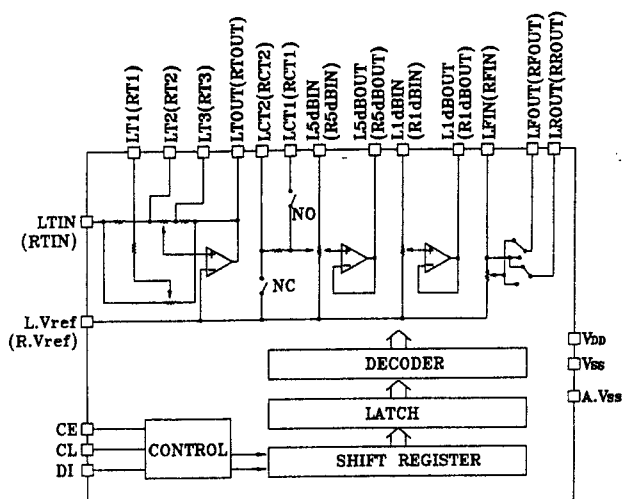 LT1(RT1)
LT2(RT2)
LT3(RT3)
LTOUT(RTOUT)
LCT2(RCT2)
LCT1(RCT1)
L5dBIN
(R5dBIN)
L5dBOUT
(R5dBOUT)
L1dBIN
(R1dBIN)
L1dBOUT
(R1dBOUT)
LFIN(RFIN)
LFOUT(RFOUT)
LROUT(RROUT)
LTIN
(RTIN)
NO
NC
L.Vref
(R.Vref)
VDD
VSS
A.VSS
DECODER
LATCH
SHIFT REGISTER
CONTROL
CE
CL
DI